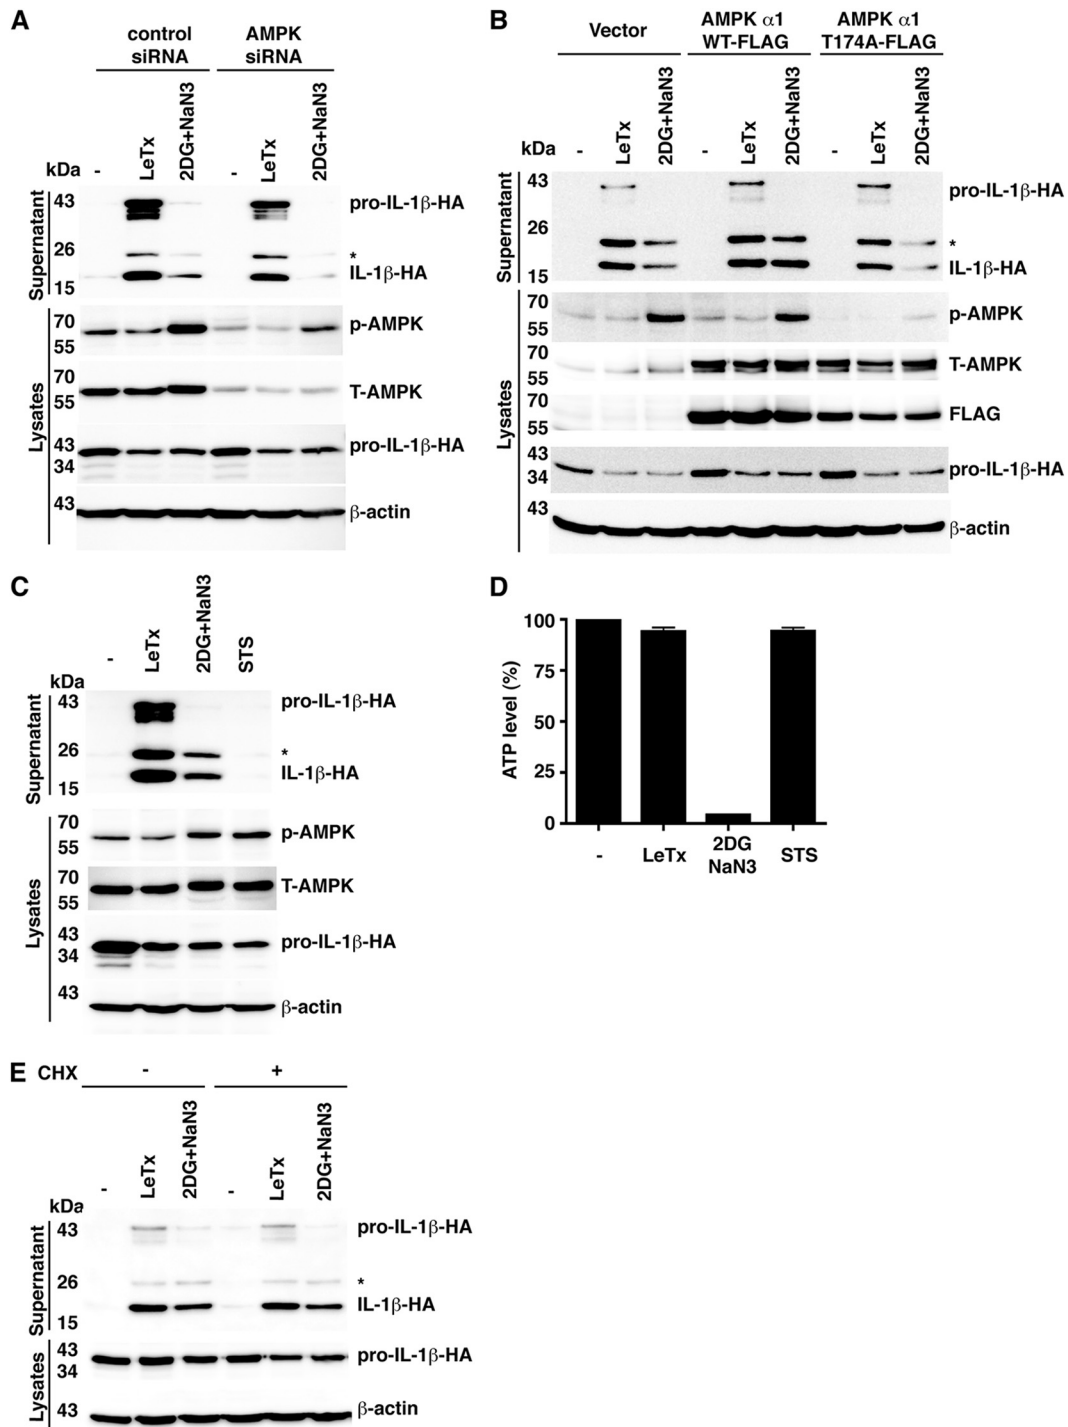 A
control siRNA
AMPK siRNA
- LeTx 2DG+NaN3 - LeTx 2DG+NaN3
kDa
Supernatant
43 pro-IL-1β-HA
26 *
IL-1β-HA
15
Lysates
70 p-AMPK
55
70 T-AMPK
55
43 pro-IL-1β-HA
34
43 β-actin
B
Vector
AMPK α1
WT-FLAG
AMPK α1
T174A-FLAG
- LeTx 2DG+NaN3 - LeTx 2DG+NaN3 - LeTx 2DG+NaN3
kDa
Supernatant
43 pro-IL-1β-HA
26 *
15 IL-1β-HA
Lysates
70 p-AMPK
55
70 T-AMPK
55
70 FLAG
55
43 pro-IL-1β-HA
34
43
β-actin
C
- LeTx 2DG+NaN3 STS
kDa
Supernatant
43 pro-IL-1β-HA
26 *
IL-1β-HA
15
Lysates
70 p-AMPK
55
70 T-AMPK
55
43 pro-IL-1β-HA
34
43 β-actin
D
ATP level (%)
100
75
50
25
0
- LeTx 2DG NaN3 STS
E
CHX - +
- LeTx 2DG+NaN3 - LeTx 2DG+NaN3
kDa
Supernatant
43 pro-IL-1β-HA
26 *
IL-1β-HA
15
Lysates
43 pro-IL-1β-HA
34
43 β-actin